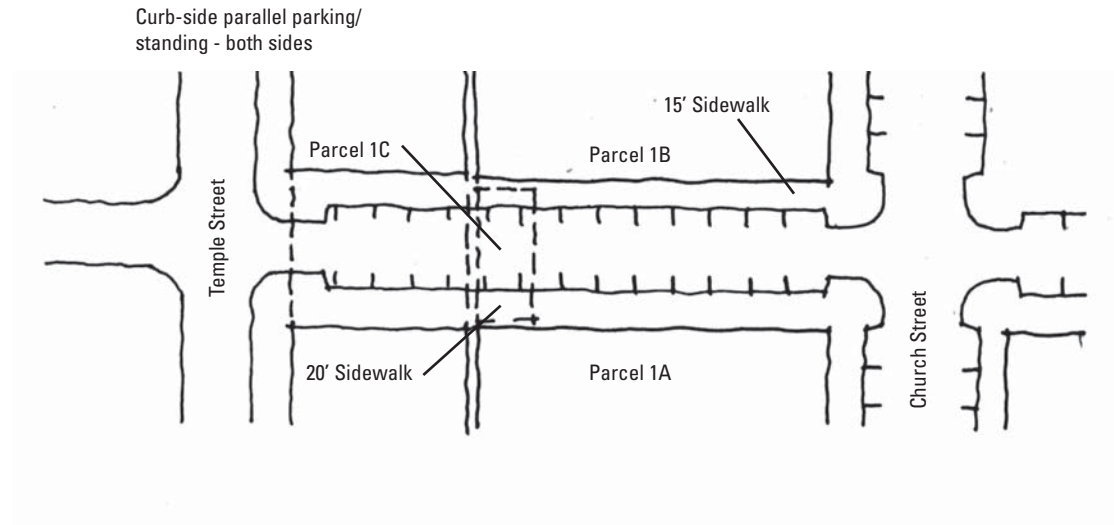 Curb-side parallel parking/
standing - both sides
15’ Sidewalk
Parcel 1C
Parcel 1B
Temple Street
20’ Sidewalk
Parcel 1A
Church Street